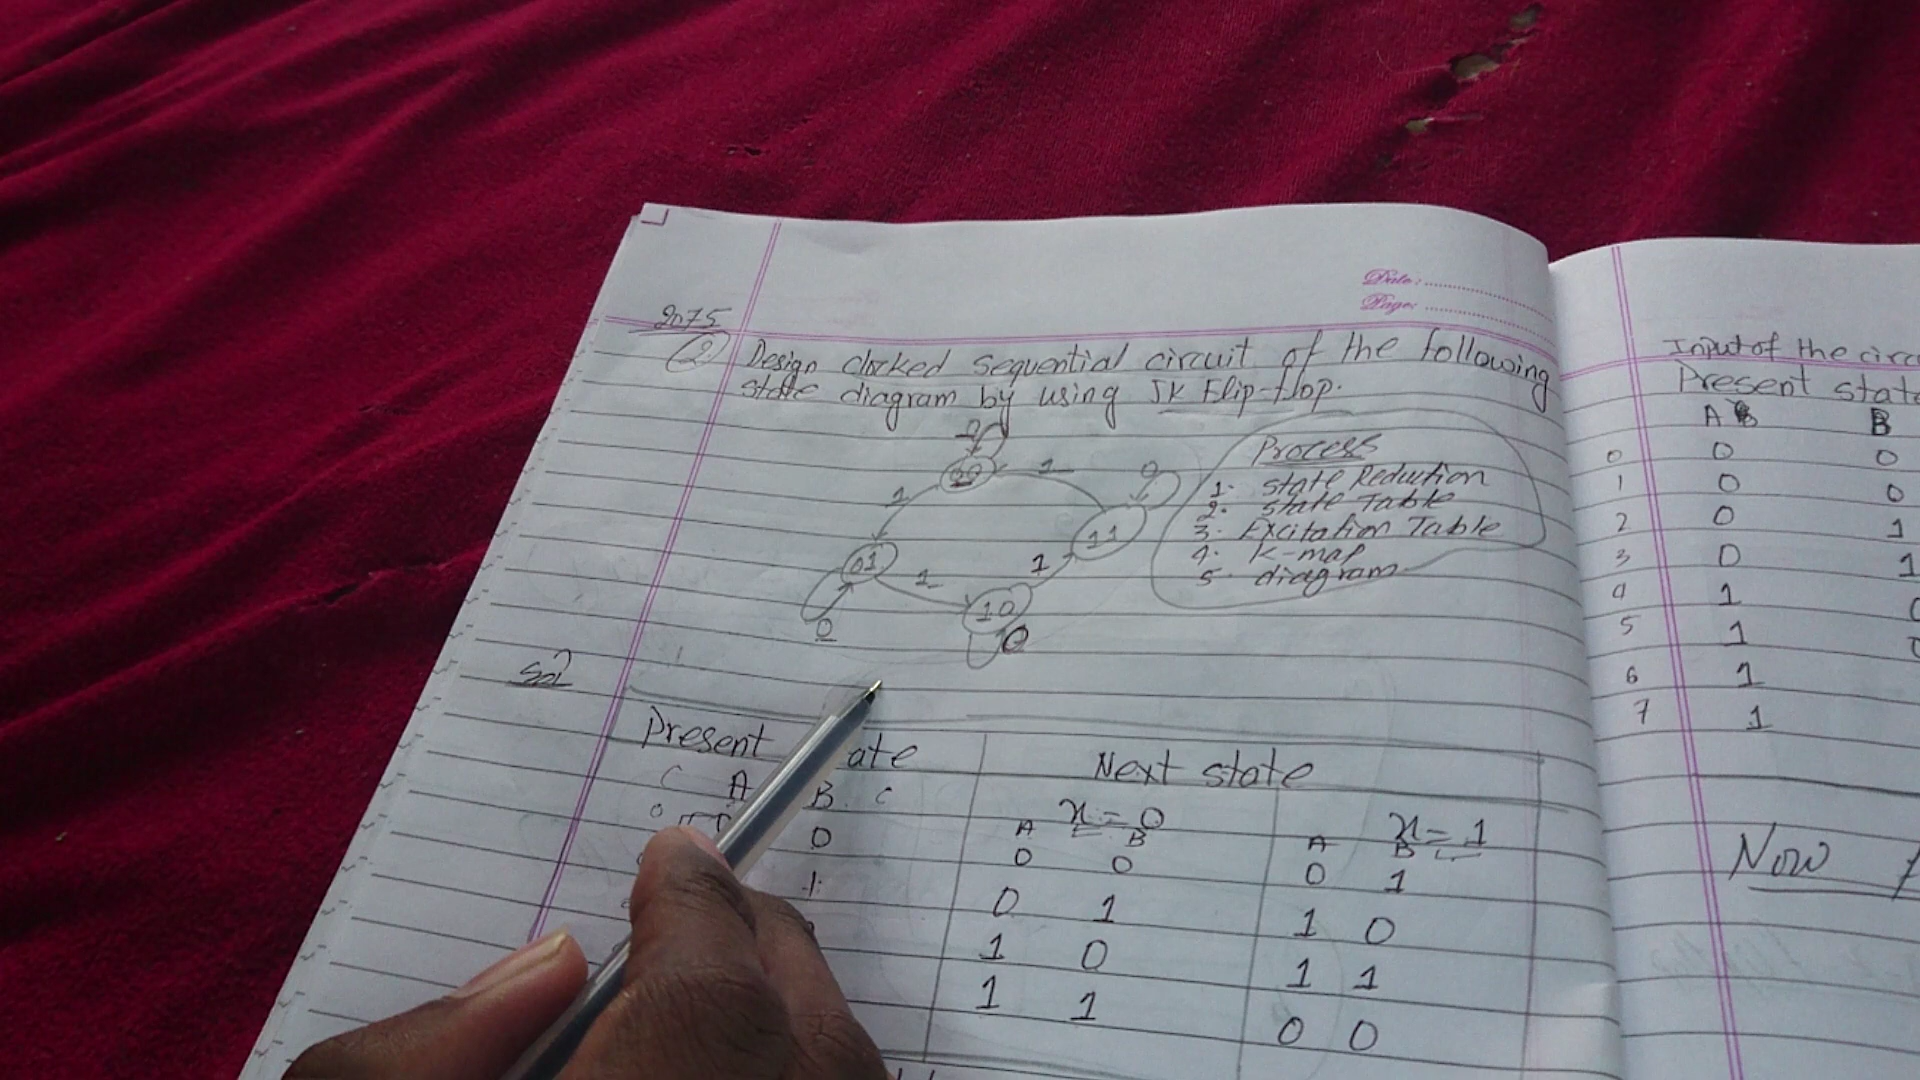 Date: ..................
Page: ..................
2075
2. Design clocked Sequential circuit of the following
state diagram by using JK Flip-flop.
0
00
1
1
0
11
01
1
1
10
0
0
Process
1. state Reduction
2. state Table
3. Excitation Table
4. K-map
5. diagram
Sol
Present ate
Next state
C A B C
x = 0
x = 1
A B
A B
0
0
0 0
0 1
0 1
1 0
1 0
1 1
1 1
0 0
Input of the circ
Present state
A B
0 0 0
1 0 0
2 0 1
3 0 1
4 1
5 1
6 1
7 1
Now